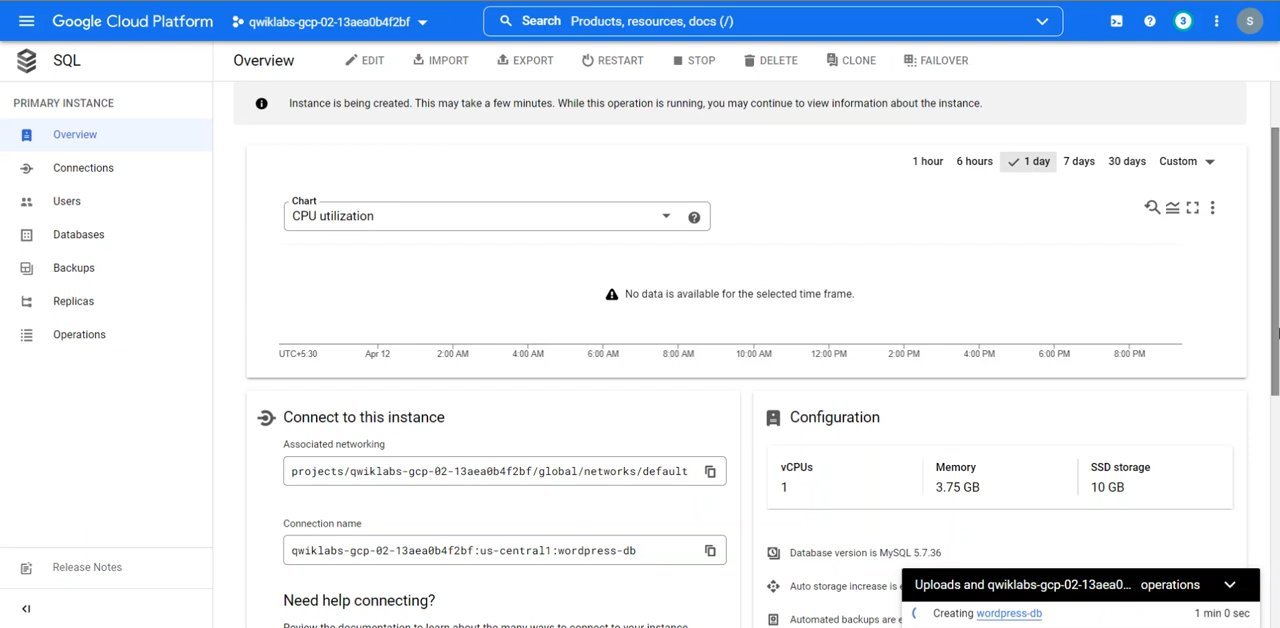 Google Cloud Platform
qwiklabs-gcp-02-13aea0b4f2bf
Search Products, resources, docs (/)
3
S
SQL
Overview
EDIT
IMPORT
EXPORT
RESTART
STOP
DELETE
CLONE
FAILOVER
PRIMARY INSTANCE
Overview
Connections
Users
Databases
Backups
Replicas
Operations
Release Notes
Instance is being created. This may take a few minutes. While this operation is running, you may continue to view information about the instance.
1 hour
6 hours
1 day
7 days
30 days
Custom
Chart
CPU utilization
No data is available for the selected time frame.
UTC+5:30
Apr 12
2:00 AM
4:00 AM
6:00 AM
8:00 AM
10:00 AM
12:00 PM
2:00 PM
4:00 PM
6:00 PM
8:00 PM
Connect to this instance
Associated networking
projects/qwiklabs-gcp-02-13aea0b4f2bf/global/networks/default
Connection name
qwiklabs-gcp-02-13aea0b4f2bf:us-central1:wordpress-db
Need help connecting?
Review the documentation to learn about the many ways to connect to your instance
Configuration
vCPUs
1
Memory
3.75 GB
SSD storage
10 GB
Database version is MySQL 5.7.36
Auto storage increase is
Automated backups are
Uploads and qwiklabs-gcp-02-13aea0... operations
Creating wordpress-db
1 min 0 sec